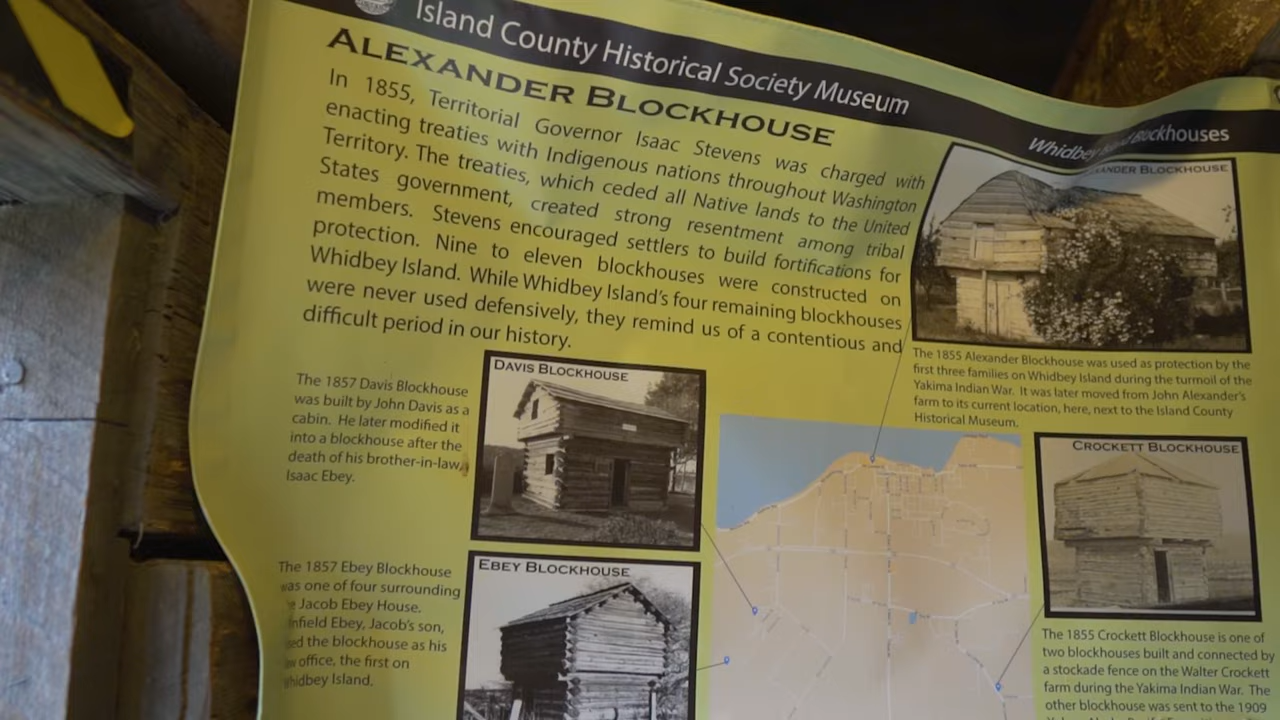 Island County Historical Society Museum
Whidbey Blockhouses
ALEXANDER BLOCKHOUSE
In 1855, Territorial Governor Isaac Stevens was charged with
enacting treaties with Indigenous nations throughout Washington
Territory. The treaties, which ceded all Native lands to the United
States government, created strong resentment among tribal
members. Stevens encouraged settlers to build fortifications for
protection. Nine to eleven blockhouses were constructed on
Whidbey Island. While Whidbey Island's four remaining blockhouses
were never used defensively, they remind us of a contentious and
difficult period in our history.
BLOCKHOUSE
The 1855 Alexander Blockhouse was used as protection by the
first three families on Whidbey Island during the turmoil of the
Yakima Indian War. It was later moved from John Alexander's
farm to its current location, here, next to the Island County
Historical Museum.
DAVIS BLOCKHOUSE
The 1857 Davis Blockhouse
was built by John Davis as a
cabin. He later modified it
into a blockhouse after the
death of his brother-in-law,
Isaac Ebey.
CROCKETT BLOCKHOUSE
EBEY BLOCKHOUSE
The 1857 Ebey Blockhouse
was one of four surrounding
Jacob Ebey House.
Jacob's son,
the blockhouse as his
office, the first on
Whidbey Island.
The 1855 Crockett Blockhouse is one of
two blockhouses built and connected by
a stockade fence on the Walter Crockett
farm during the Yakima Indian War. The
other blockhouse was sent to the 1909